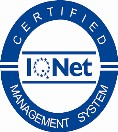 CERTIFIED
IQNet
MANAGEMENT SYSTEM